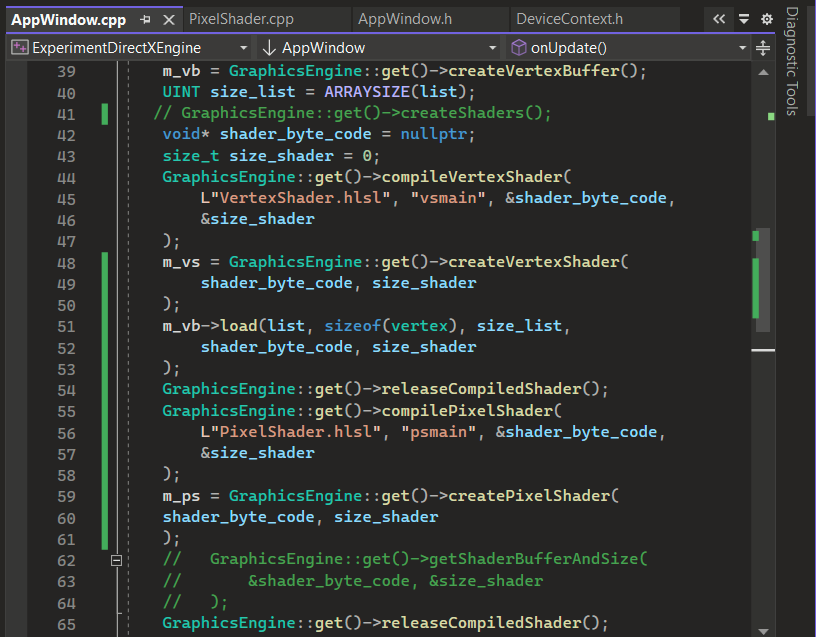 AppWindow.cpp PixelShader.cpp AppWindow.h DeviceContext.h
ExperimentDirectXEngine AppWindow onUpdate()
Diagnostic Tools
39 m_vb = GraphicsEngine::get()->createVertexBuffer();
40 UINT size_list = ARRAYSIZE(list);
41 // GraphicsEngine::get()->createShaders();
42 void* shader_byte_code = nullptr;
43 size_t size_shader = 0;
44 GraphicsEngine::get()->compileVertexShader(
45 L"VertexShader.hlsl", "vsmain", &shader_byte_code,
46 &size_shader
47 );
48 m_vs = GraphicsEngine::get()->createVertexShader(
49 shader_byte_code, size_shader
50 );
51 m_vb->load(list, sizeof(vertex), size_list,
52 shader_byte_code, size_shader
53 );
54 GraphicsEngine::get()->releaseCompiledShader();
55 GraphicsEngine::get()->compilePixelShader(
56 L"PixelShader.hlsl", "psmain", &shader_byte_code,
57 &size_shader
58 );
59 m_ps = GraphicsEngine::get()->createPixelShader(
60 shader_byte_code, size_shader
61 );
62 // GraphicsEngine::get()->getShaderBufferAndSize(
63 // &shader_byte_code, &size_shader
64 // );
65 GraphicsEngine::get()->releaseCompiledShader();